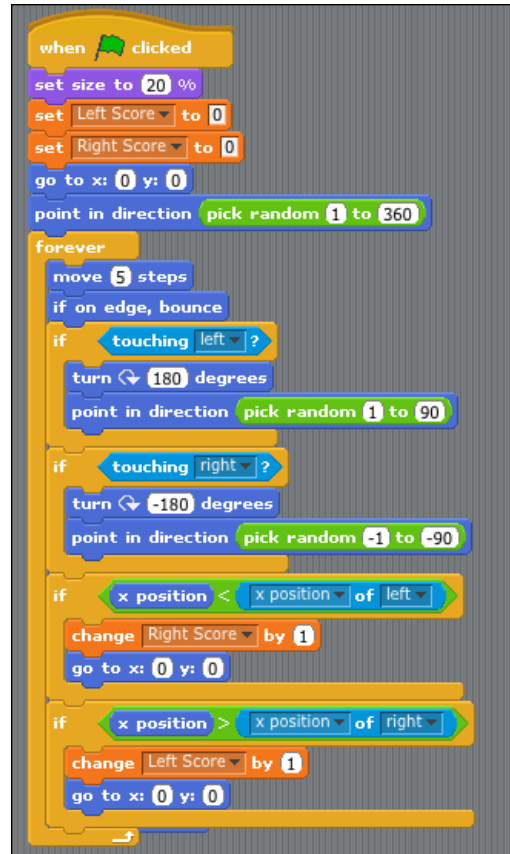 when clicked
set size to 20 %
set Left Score to 0
set Right Score to 0
go to x: 0 y: 0
point in direction pick random 1 to 360
forever
move 5 steps
if on edge, bounce
if touching left ?
turn 180 degrees
point in direction pick random 1 to 90
if touching right ?
turn -180 degrees
point in direction pick random -1 to -90
if x position < x position of left
change Right Score by 1
go to x: 0 y: 0
if x position > x position of right
change Left Score by 1
go to x: 0 y: 0